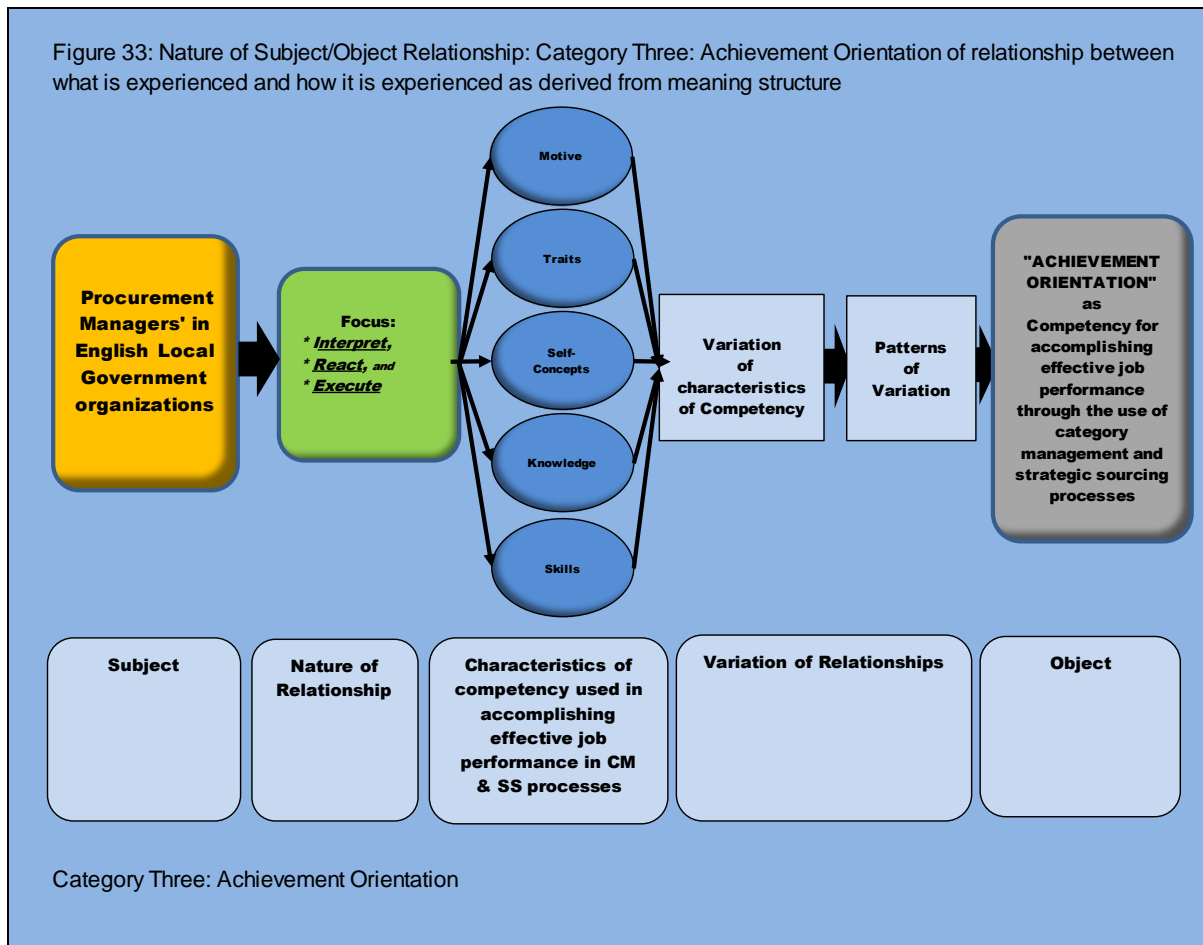 Figure 33: Nature of Subject/Object Relationship: Category Three: Achievement Orientation of relationship between
what is experienced and how it is experienced as derived from meaning structure
Procurement
Managers' in
English Local
Government
organizations
Focus:
* Interpret,
* React, and
* Execute
Motive
Traits
Self-
Concepts
Knowledge
Skills
Variation
of
characteristics
of Competency
Patterns
of
Variation
"ACHIEVEMENT
ORIENTATION"
as
Competency for
accomplishing
effective job
performance
through the use of
category
management and
strategic sourcing
processes
Subject
Nature of
Relationship
Characteristics of
competency used in
accomplishing
effective job
performance in CM
& SS processes
Variation of Relationships
Object
Category Three: Achievement Orientation